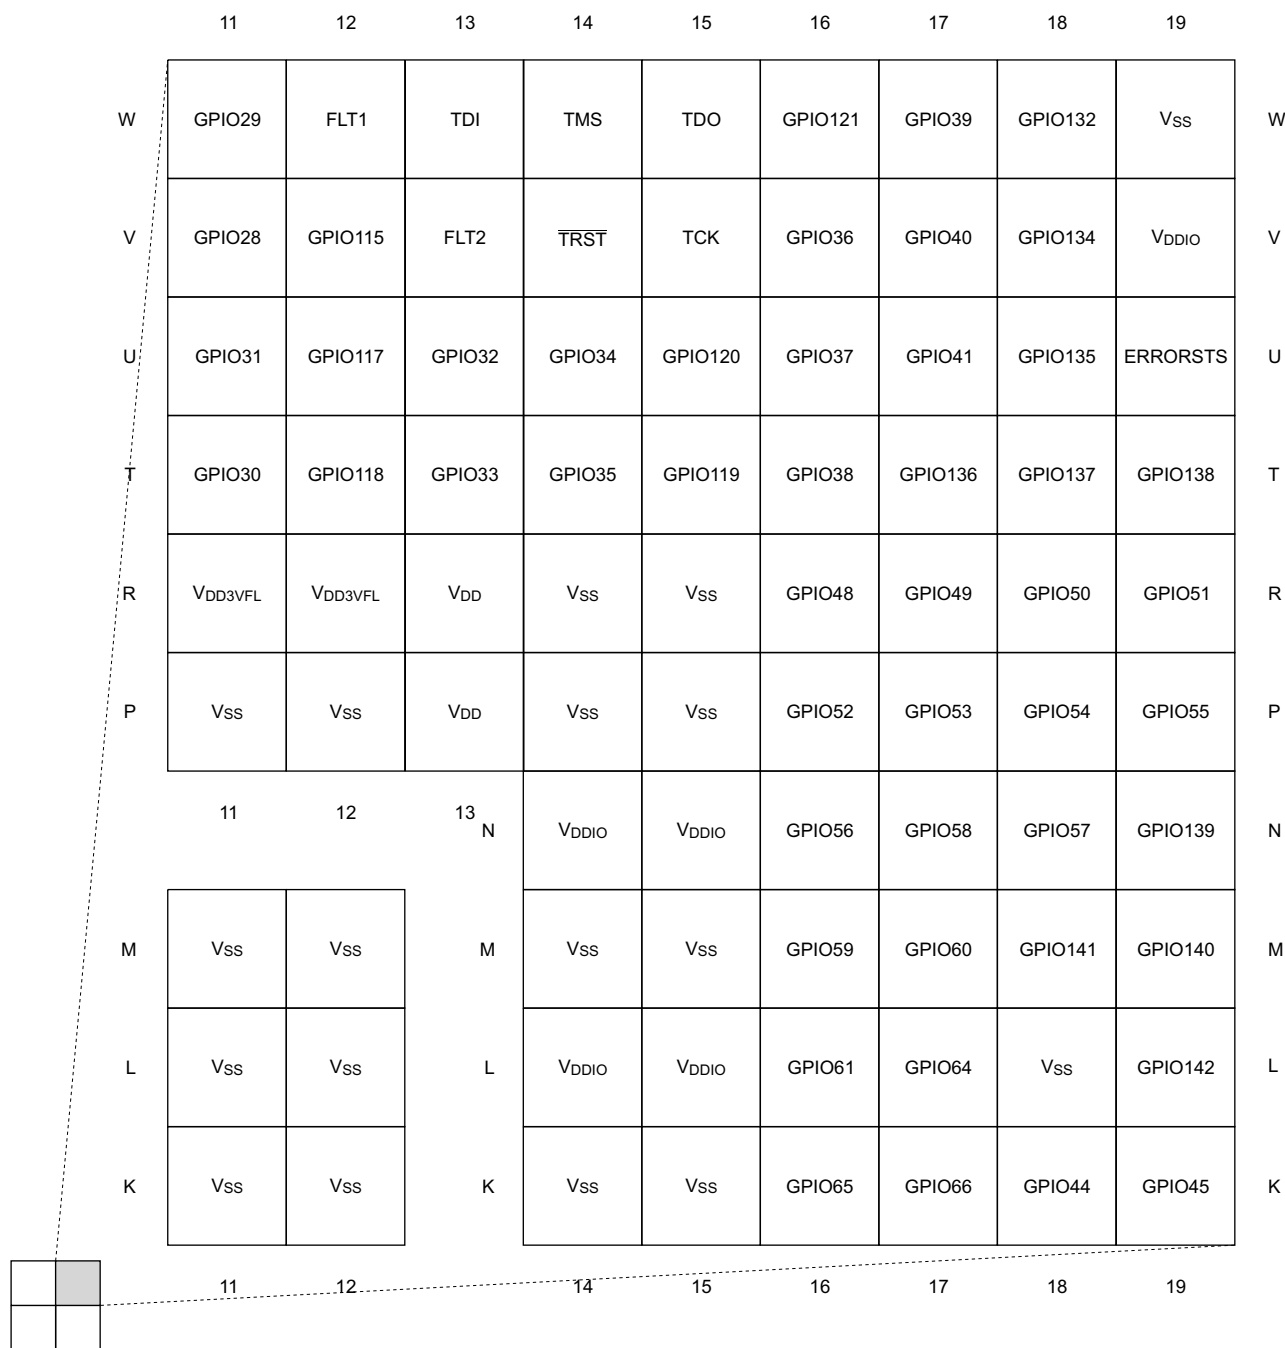 11 12 13 14 15 16 17 18 19
W GPIO29 FLT1 TDI TMS TDO GPIO121 GPIO39 GPIO132 VSS W
V GPIO28 GPIO115 FLT2 T̅R̅S̅T̅ TCK GPIO36 GPIO40 GPIO134 VDDIO V
U GPIO31 GPIO117 GPIO32 GPIO34 GPIO120 GPIO37 GPIO41 GPIO135 ERRORSTS U
T GPIO30 GPIO118 GPIO33 GPIO35 GPIO119 GPIO38 GPIO136 GPIO137 GPIO138 T
R VDD3VFL VDD3VFL VDD VSS VSS GPIO48 GPIO49 GPIO50 GPIO51 R
P VSS VSS VDD VSS VSS GPIO52 GPIO53 GPIO54 GPIO55 P
11 12 13
N VDDIO VDDIO GPIO56 GPIO58 GPIO57 GPIO139 N
M VSS VSS M VSS VSS GPIO59 GPIO60 GPIO141 GPIO140 M
L VSS VSS L VDDIO VDDIO GPIO61 GPIO64 VSS GPIO142 L
K VSS VSS K VSS VSS GPIO65 GPIO66 GPIO44 GPIO45 K
11 12 14 15 16 17 18 19